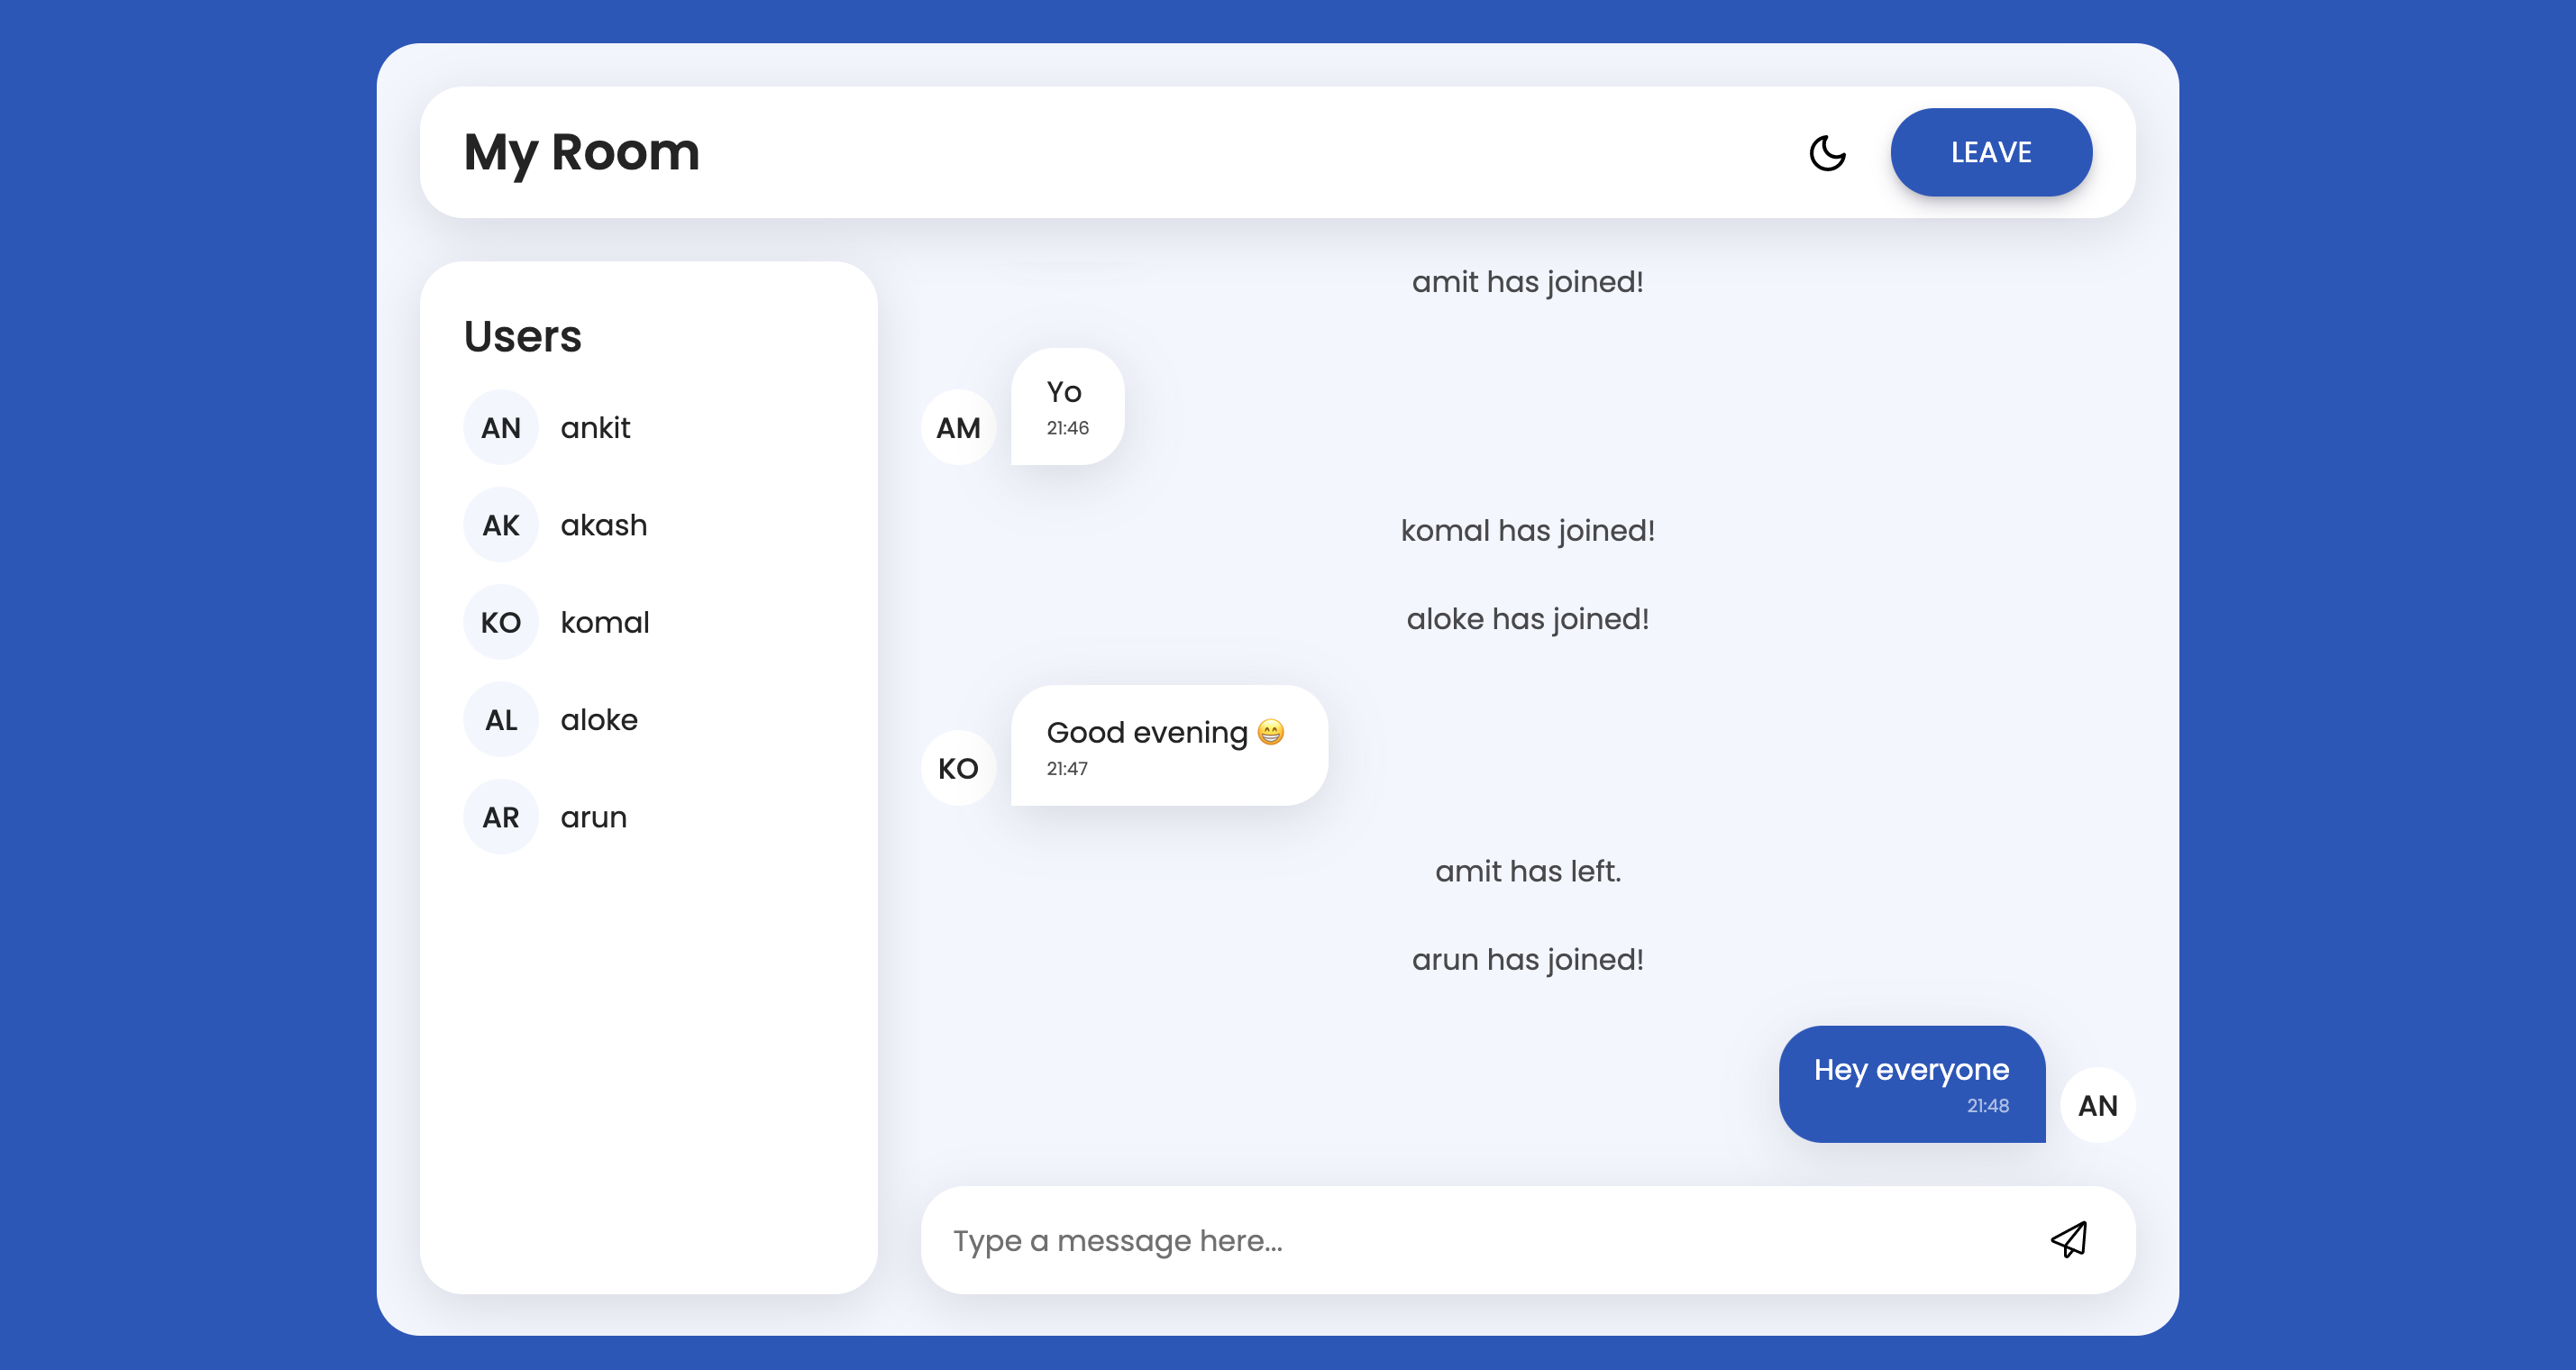 My Room
LEAVE
Users
AN ankit
AK akash
KO komal
AL aloke
AR arun
amit has joined!
Yo
21:46
AM
komal has joined!
aloke has joined!
Good evening 😁
21:47
KO
amit has left.
arun has joined!
Hey everyone
21:48
AN
Type a message here...